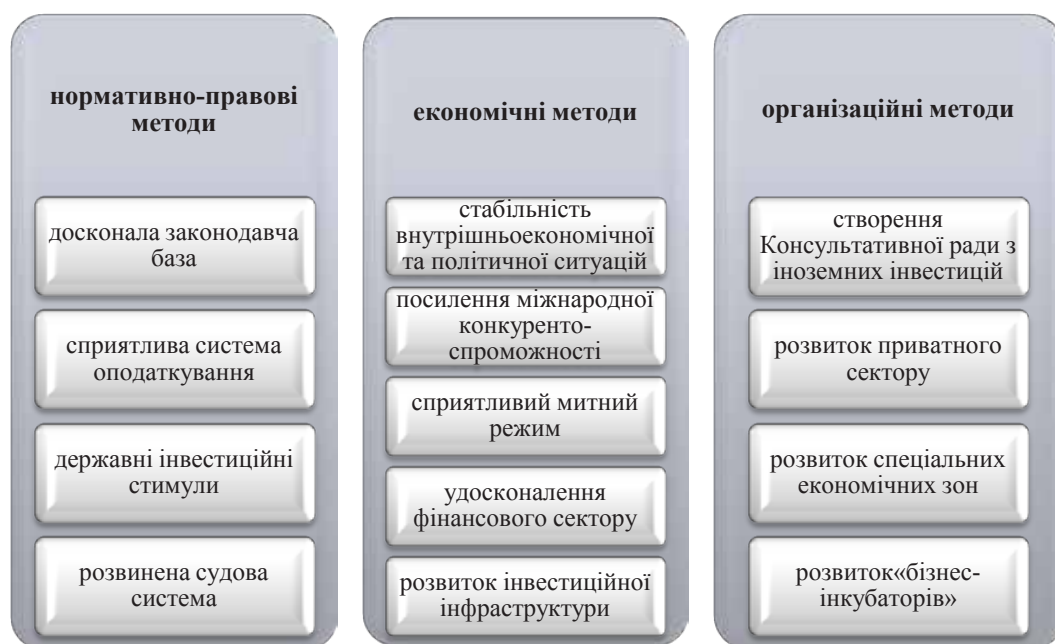 нормативно-правові
методи
досконала законодавча
база
сприятлива система
оподаткування
державні інвестиційні
стимули
розвинена судова
система
економічні методи
стабільність
внутрішньоекономічної
та політичної ситуацій
посилення міжнародної
конкуренто-
спроможності
сприятливий митний
режим
удосконалення
фінансового сектору
розвиток інвестиційної
інфраструктури
організаційні методи
створення
Консультативної ради з
іноземних інвестицій
розвиток приватного
сектору
розвиток спеціальних
економічних зон
розвиток«бізнес-
інкубаторів»